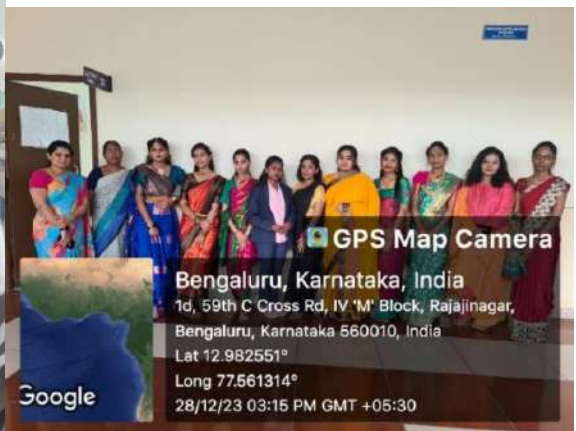 GPS Map Camera
Bengaluru, Karnataka, India
1d, 59th C Cross Rd, IV 'M' Block, Rajajinagar,
Bengaluru, Karnataka 560010, India
Lat 12.982551°
Long 77.561314°
28/12/23 03:15 PM GMT +05:30
Google